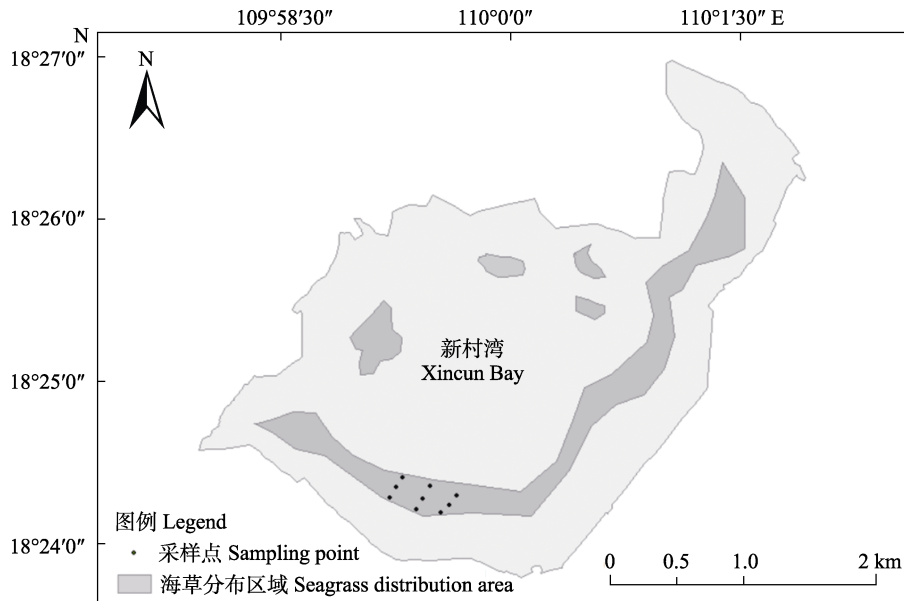 109°58′30″ 110°0′0″ 110°1′30″ E
N
18°27′0″
N
18°26′0″
新村湾
Xincun Bay
18°25′0″
图例 Legend
18°24′0″
采样点 Sampling point
海草分布区域 Seagrass distribution area
0 0.5 1.0 2 km